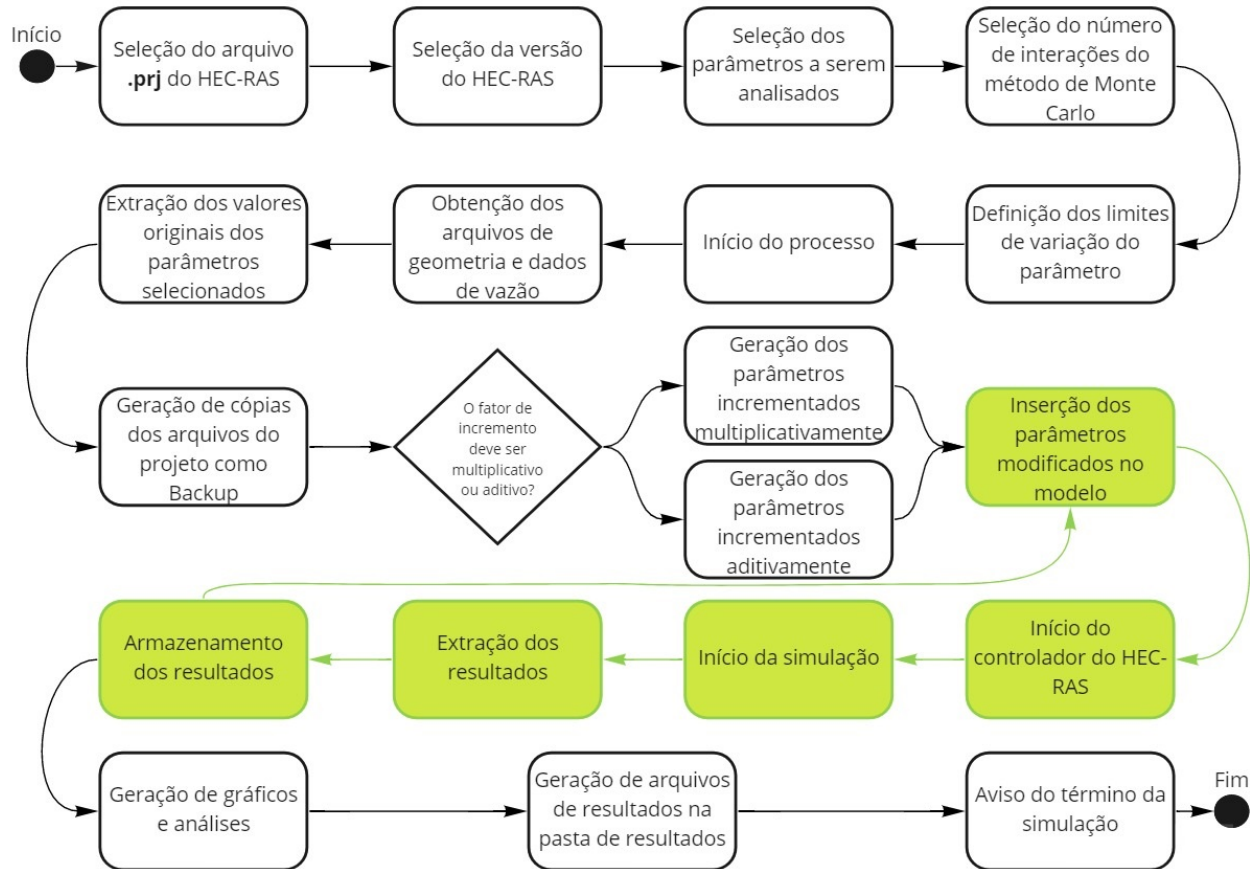 Início
Seleção do arquivo
.prj do HEC-RAS
Seleção da versão
do HEC-RAS
Seleção dos
parâmetros a serem
analisados
Seleção do número
de interações do
método de Monte
Carlo
Extração dos valores
originais dos
parâmetros
selecionados
Obtenção dos
arquivos de
geometria e dados
de vazão
Início do processo
Definição dos limites
de variação do
parâmetro
Geração de cópias
dos arquivos do
projeto como
Backup
O fator de
incremento
deve ser
multiplicativo
ou aditivo?
Geração dos
parâmetros
incrementados
multiplicativamente
Geração dos
parâmetros
incrementados
aditivamente
Inserção dos
parâmetros
modificados no
modelo
Armazenamento
dos resultados
Extração dos
resultados
Início da simulação
Início do
controlador do HEC-
RAS
Geração de gráficos
e análises
Geração de arquivos
de resultados na
pasta de resultados
Aviso do término da
simulação
Fim